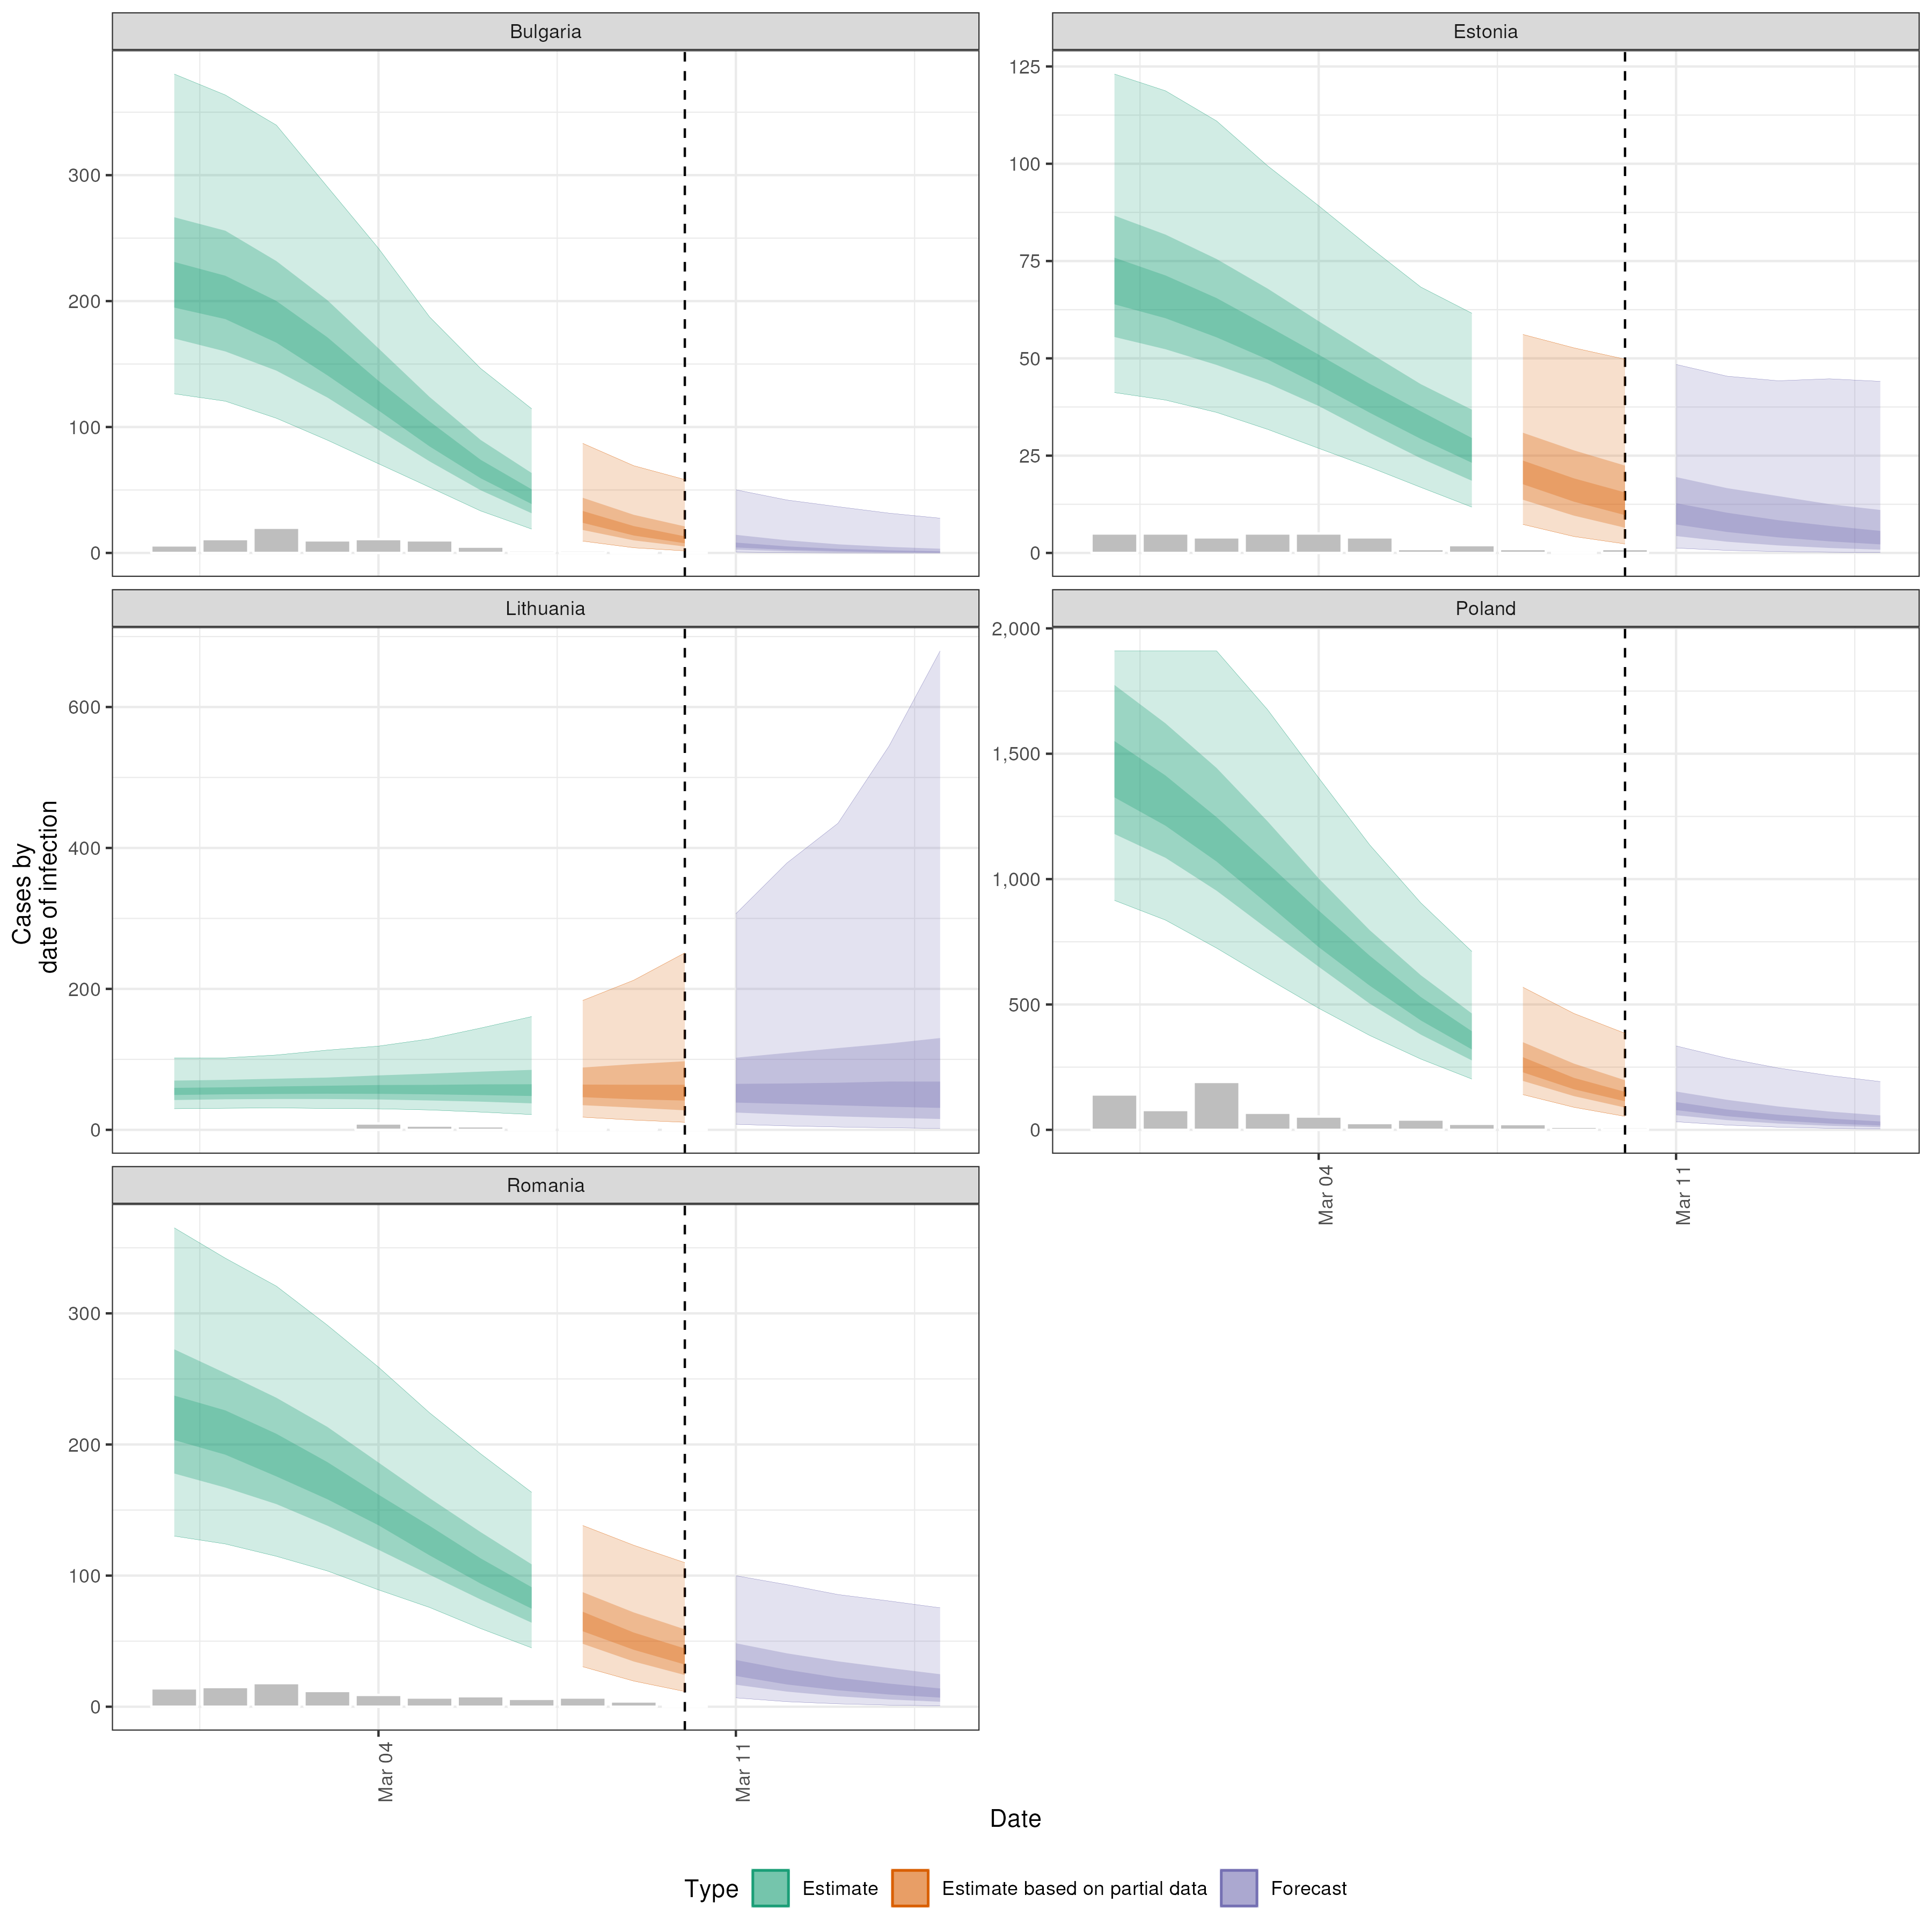 Bulgaria
Estonia
300
200
100
0
125
100
75
50
25
0
Lithuania
Poland
Cases by
date of infection
600
400
200
0
2,000
1,500
1,000
500
0
Mar 04
Mar 11
Romania
300
200
100
0
Mar 04
Mar 11
Date
Type
Estimate
Estimate based on partial data
Forecast